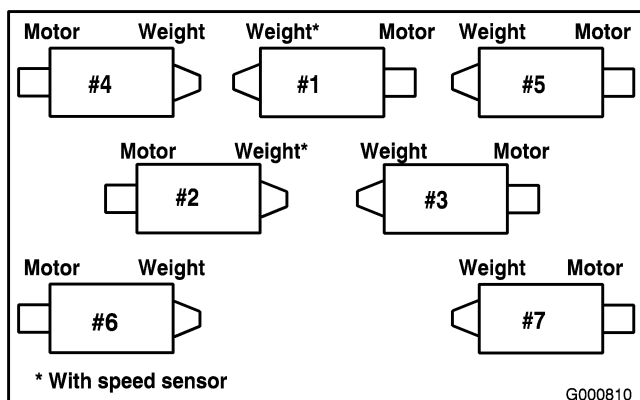 Motor Weight Weight* Motor Weight Motor
#4 #1 #5
Motor Weight* Weight Motor
#2 #3
Motor Weight Weight Motor
#6 #7
* With speed sensor
G000810